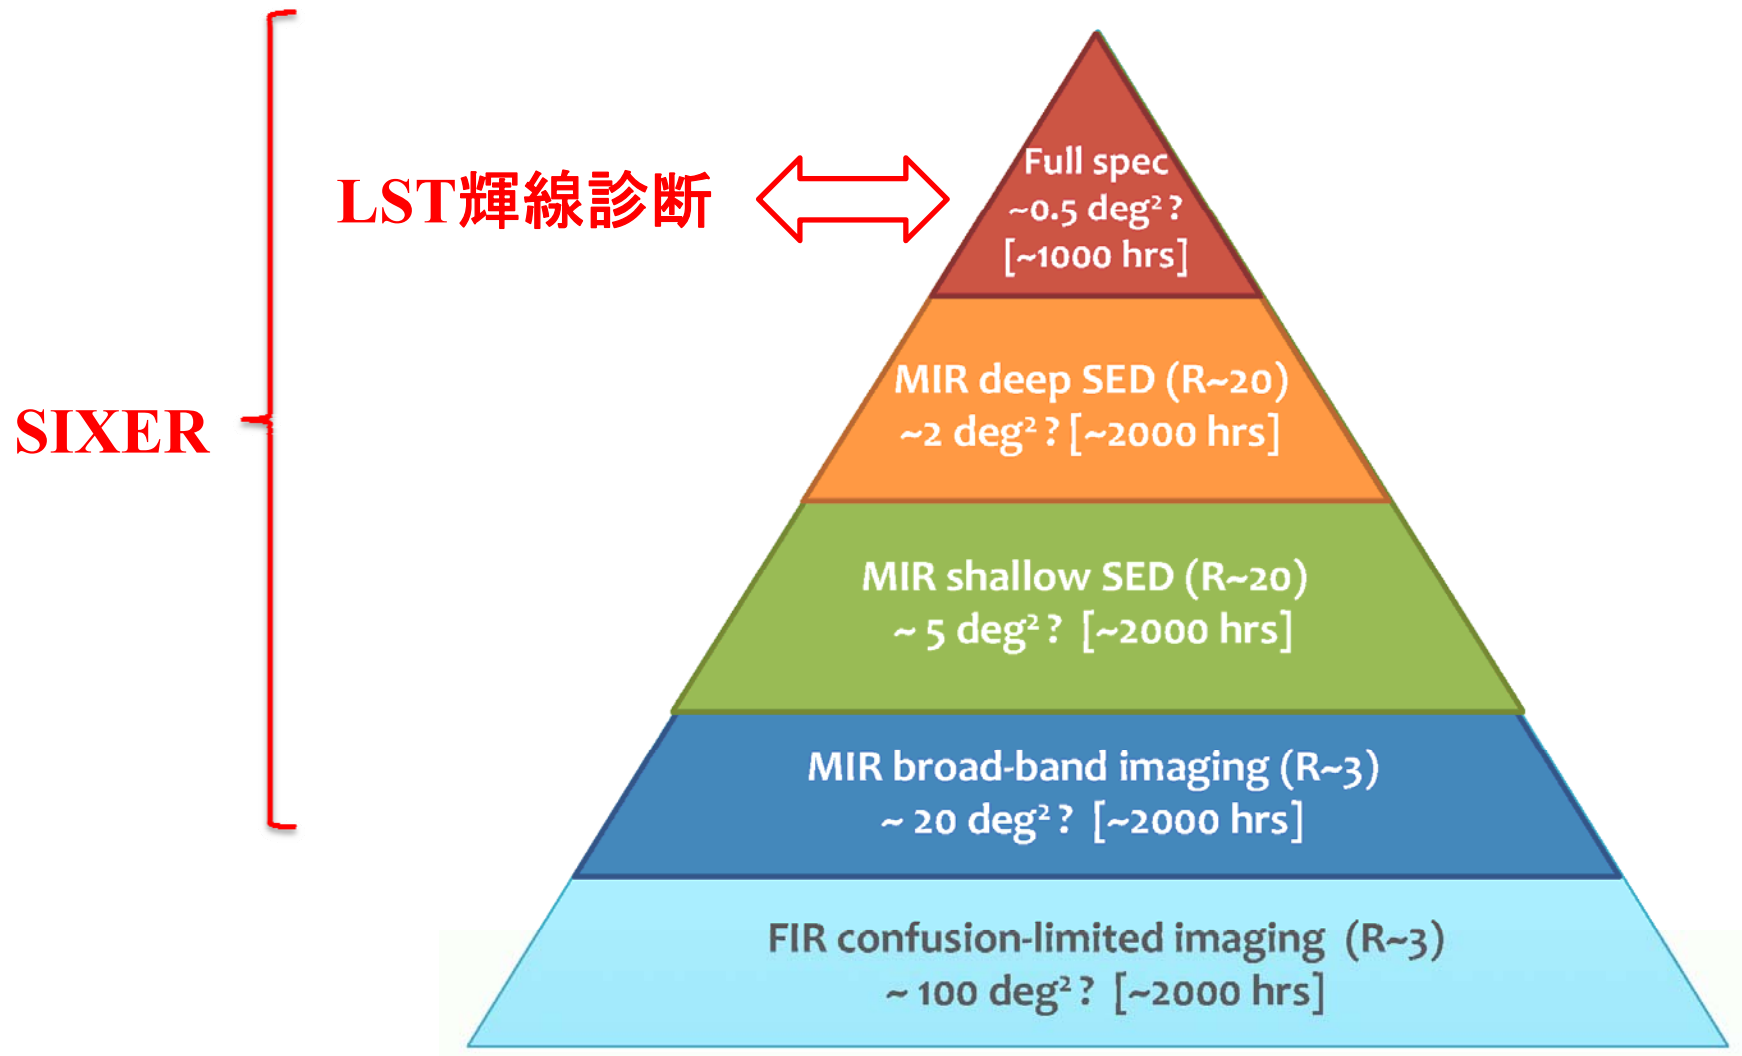 Full spec
~0.5 deg² ?
[~1000 hrs]
LST輝線診断
MIR deep SED (R~20)
~2 deg² ? [~2000 hrs]
SIXER
MIR shallow SED (R~20)
~ 5 deg² ? [~2000 hrs]
MIR broad-band imaging (R~3)
~ 20 deg² ? [~2000 hrs]
FIR confusion-limited imaging (R~3)
~ 100 deg² ? [~2000 hrs]